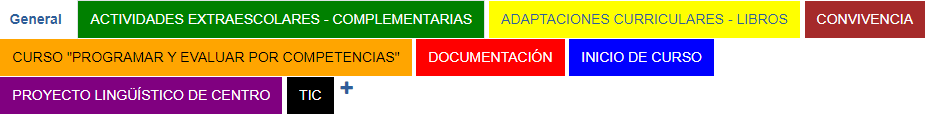 General ACTIVIDADES EXTRAESCOLARES - COMPLEMENTARIAS ADAPTACIONES CURRICULARES - LIBROS CONVIVENCIA
CURSO "PROGRAMAR Y EVALUAR POR COMPETENCIAS" DOCUMENTACIÓN INICIO DE CURSO
PROYECTO LINGÜÍSTICO DE CENTRO TIC +